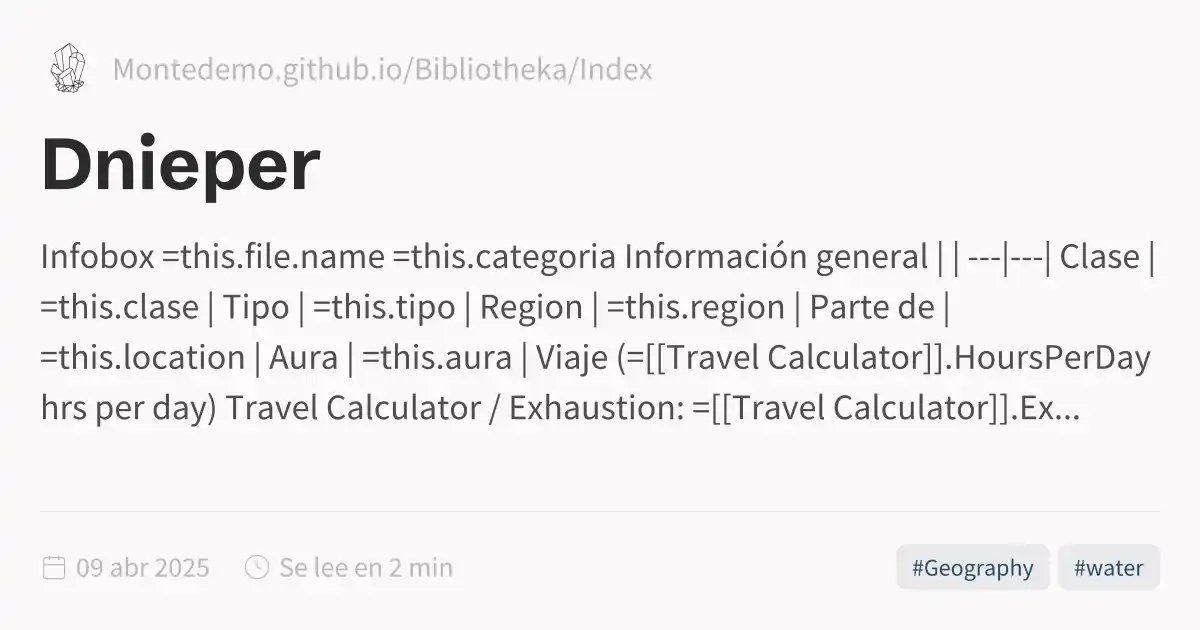 Montedemo.github.io/Bibliotheka/Index
Dnieper
Infobox =this.file.name =this.categoria Información general | | ---|---| Clase |
=this.clase | Tipo | =this.tipo | Region | =this.region | Parte de |
=this.location | Aura | =this.aura | Viaje (=[[Travel Calculator]].HoursPerDay
hrs per day) Travel Calculator / Exhaustion: =[[Travel Calculator]].Ex...
09 abr 2025 Se lee en 2 min #Geography #water